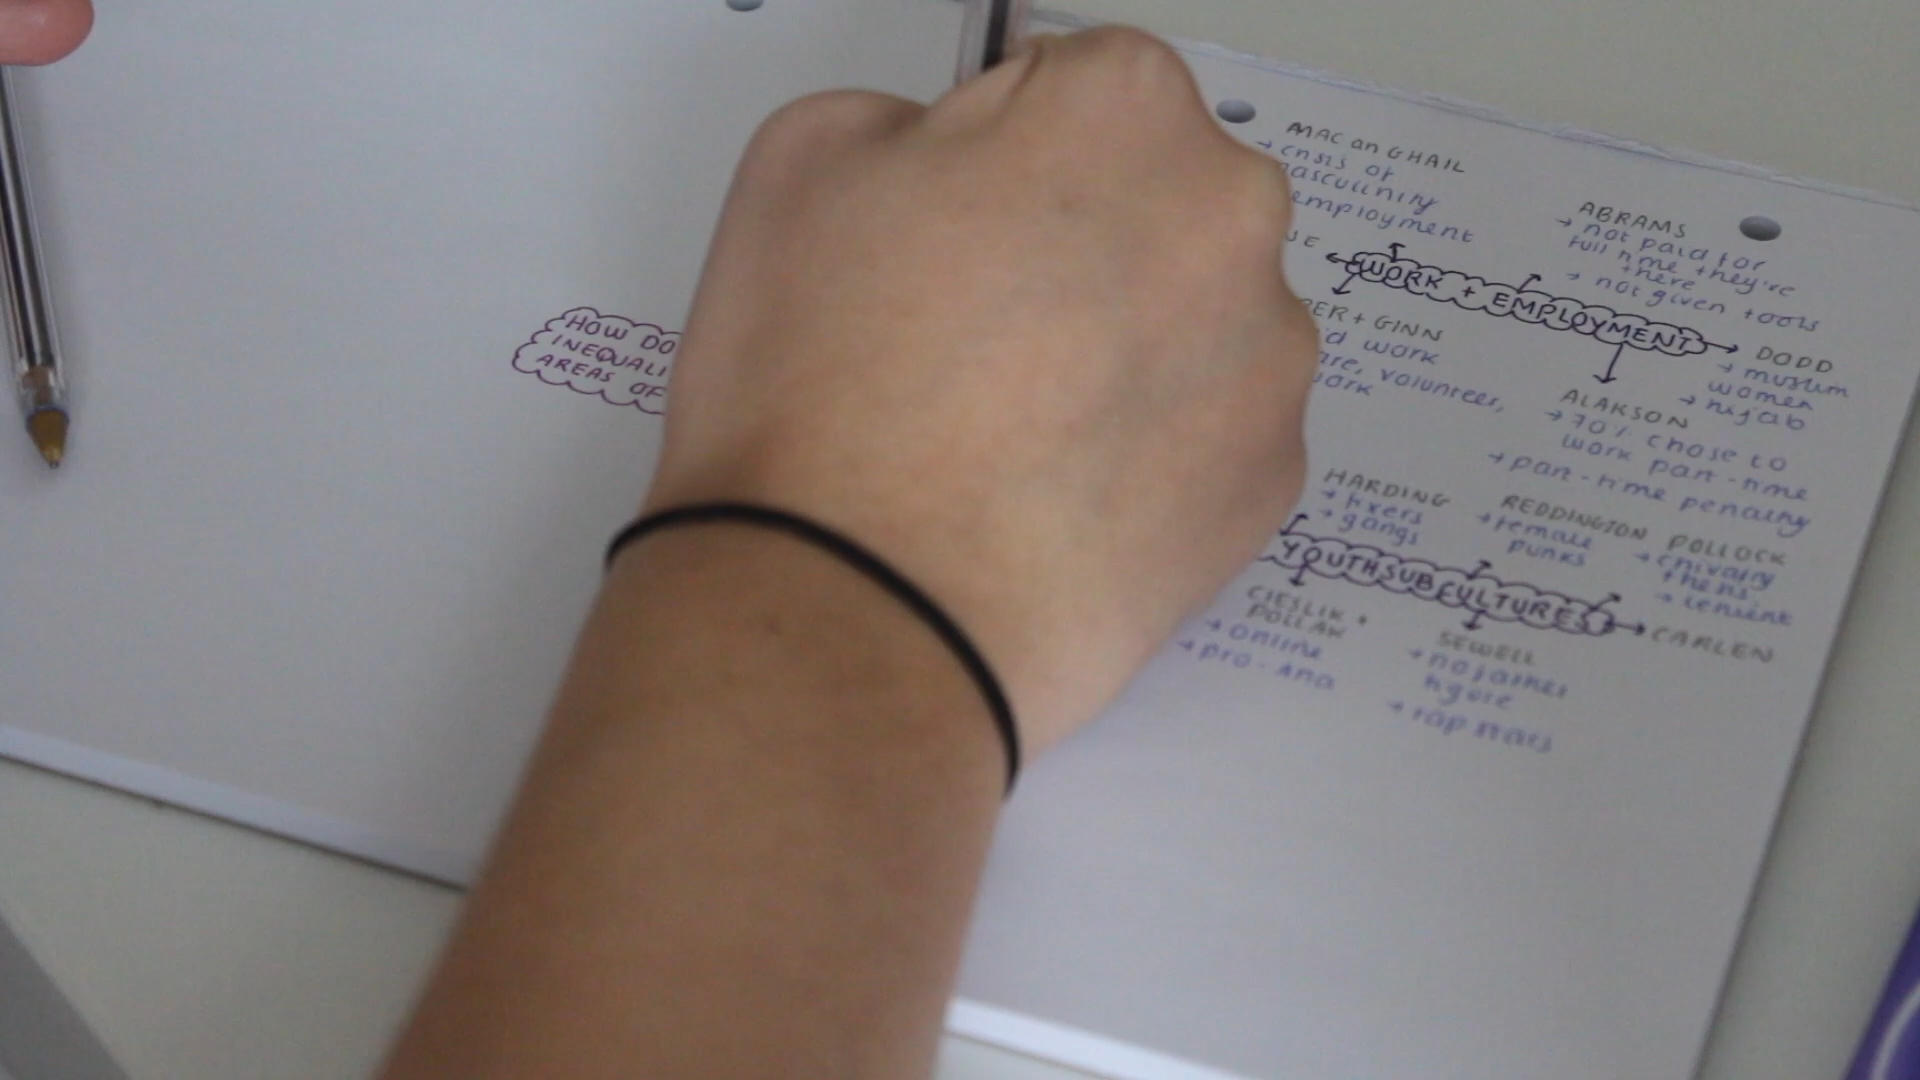 HOW DO
INEQUALI
AREAS OF
MAC an GHAIL
→ crisis of
masculinity
employment
ABRAMS
→ not paid for
full time + they're
there
→ not given tools
WORK + EMPLOYMENT
GINN
work
volunteer,
work
DODD
→ muslim
women
→ hijab
ALAKSON
→ 70% chose to
work part-time
→ part-time penalty
HARDING
→ fixers
→ gangs
REDDINGTON
→ female
punks
POLLOCK
→ chivalry
thesis
→ lenient
YOUTH SUBCULTURES
CIESLIK +
POLLAK
→ online
→ pro-ana
SEWELL
→ no father
figure
→ rap stars
CARLEN